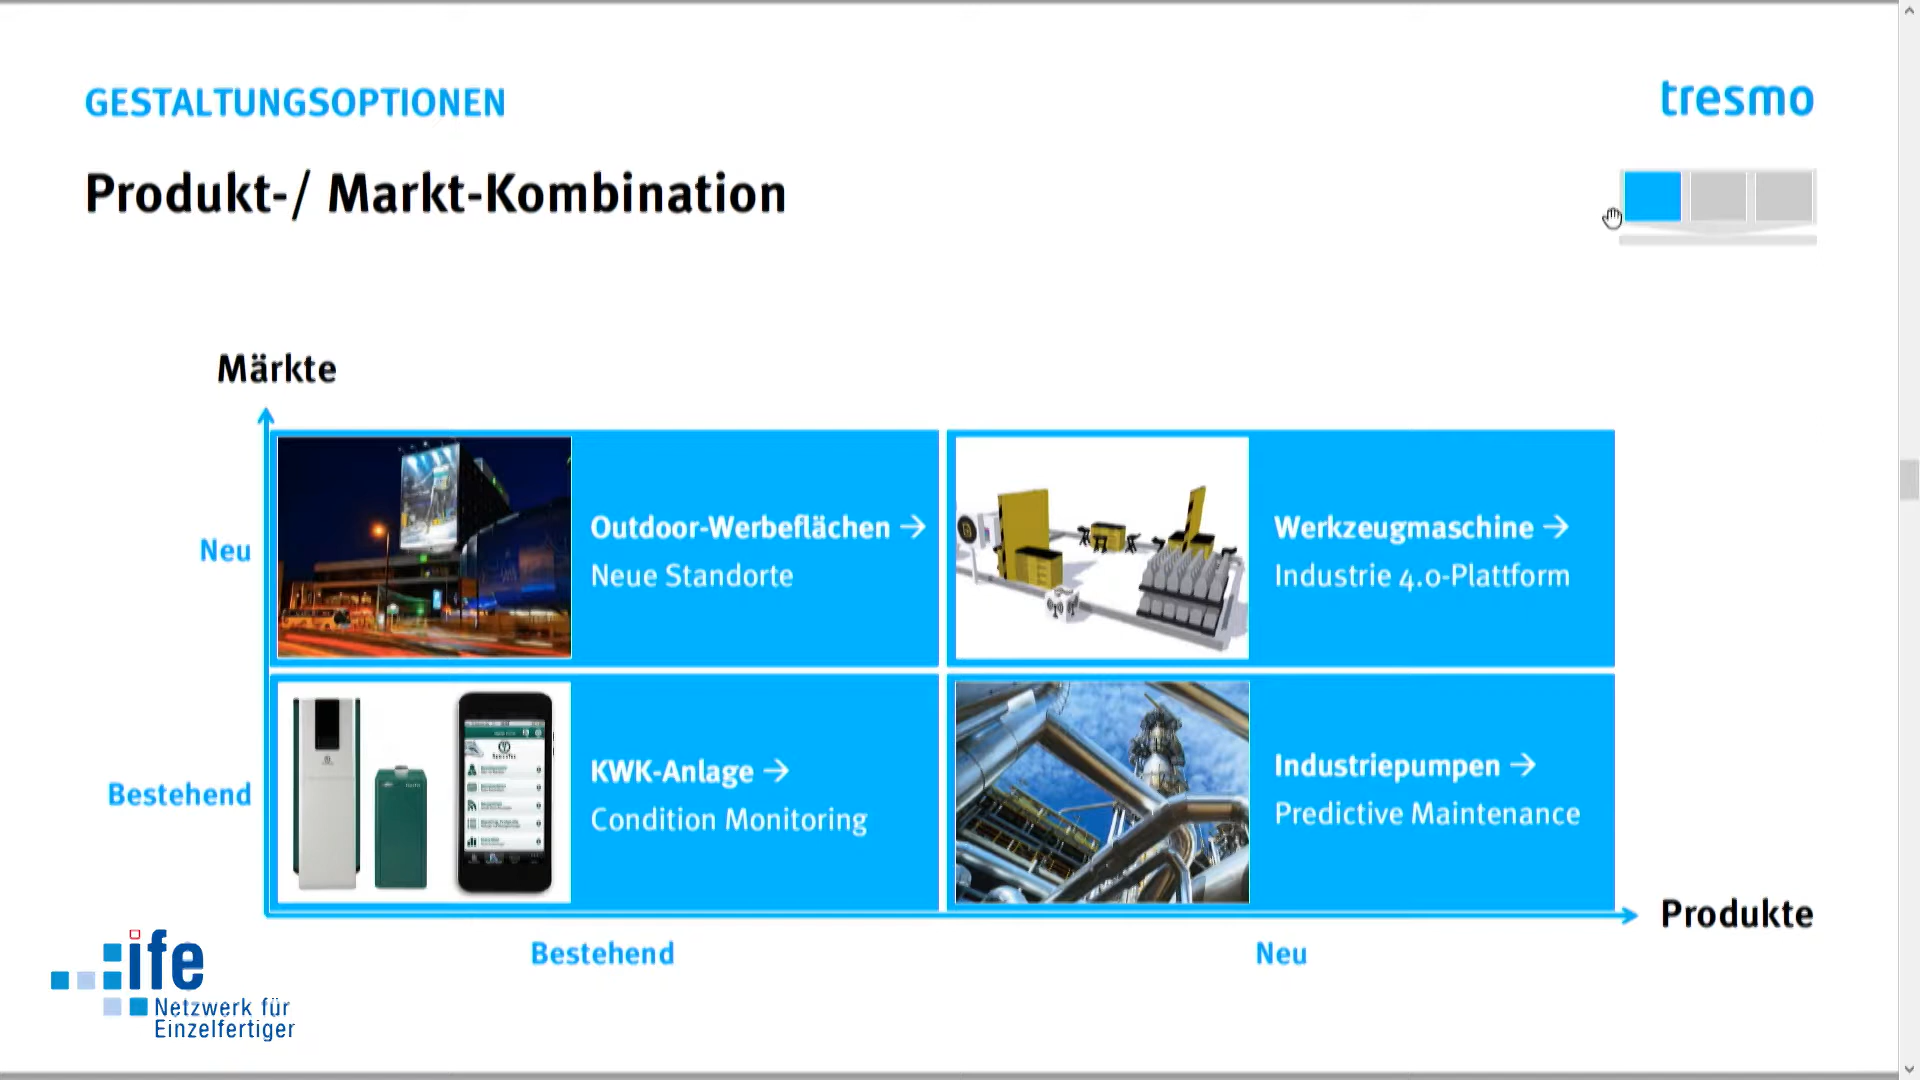 GESTALTUNGSOPTIONEN
tresmo
Produkt-/ Markt-Kombination
Märkte
Neu
Outdoor-Werbeflächen →
Neue Standorte
Werkzeugmaschine →
Industrie 4.0-Plattform
Bestehend
KWK-Anlage →
Condition Monitoring
Industriepumpen →
Predictive Maintenance
Produkte
Bestehend
Neu
ife
Netzwerk für
Einzelfertiger